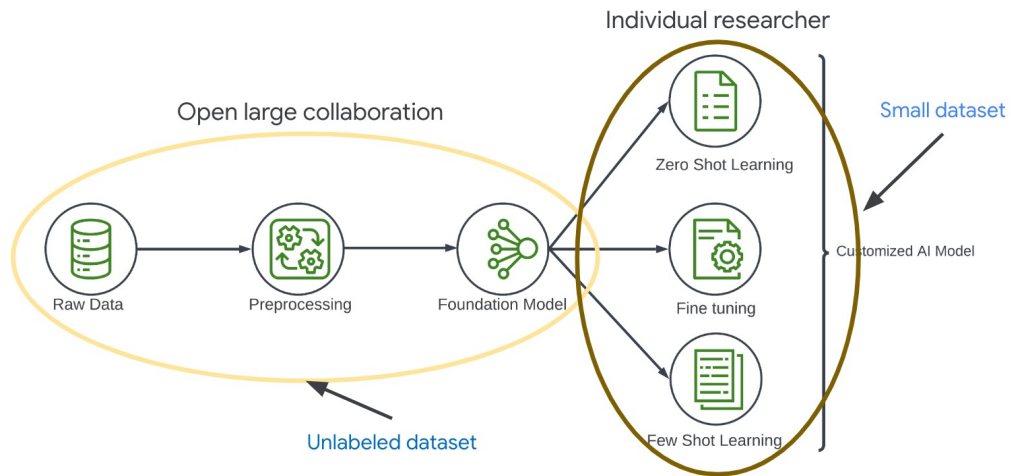 Individual researcher
Open large collaboration
Small dataset
Zero Shot Learning
Raw Data
Preprocessing
Foundation Model
Fine tuning
Customized AI Model
Few Shot Learning
Unlabeled dataset